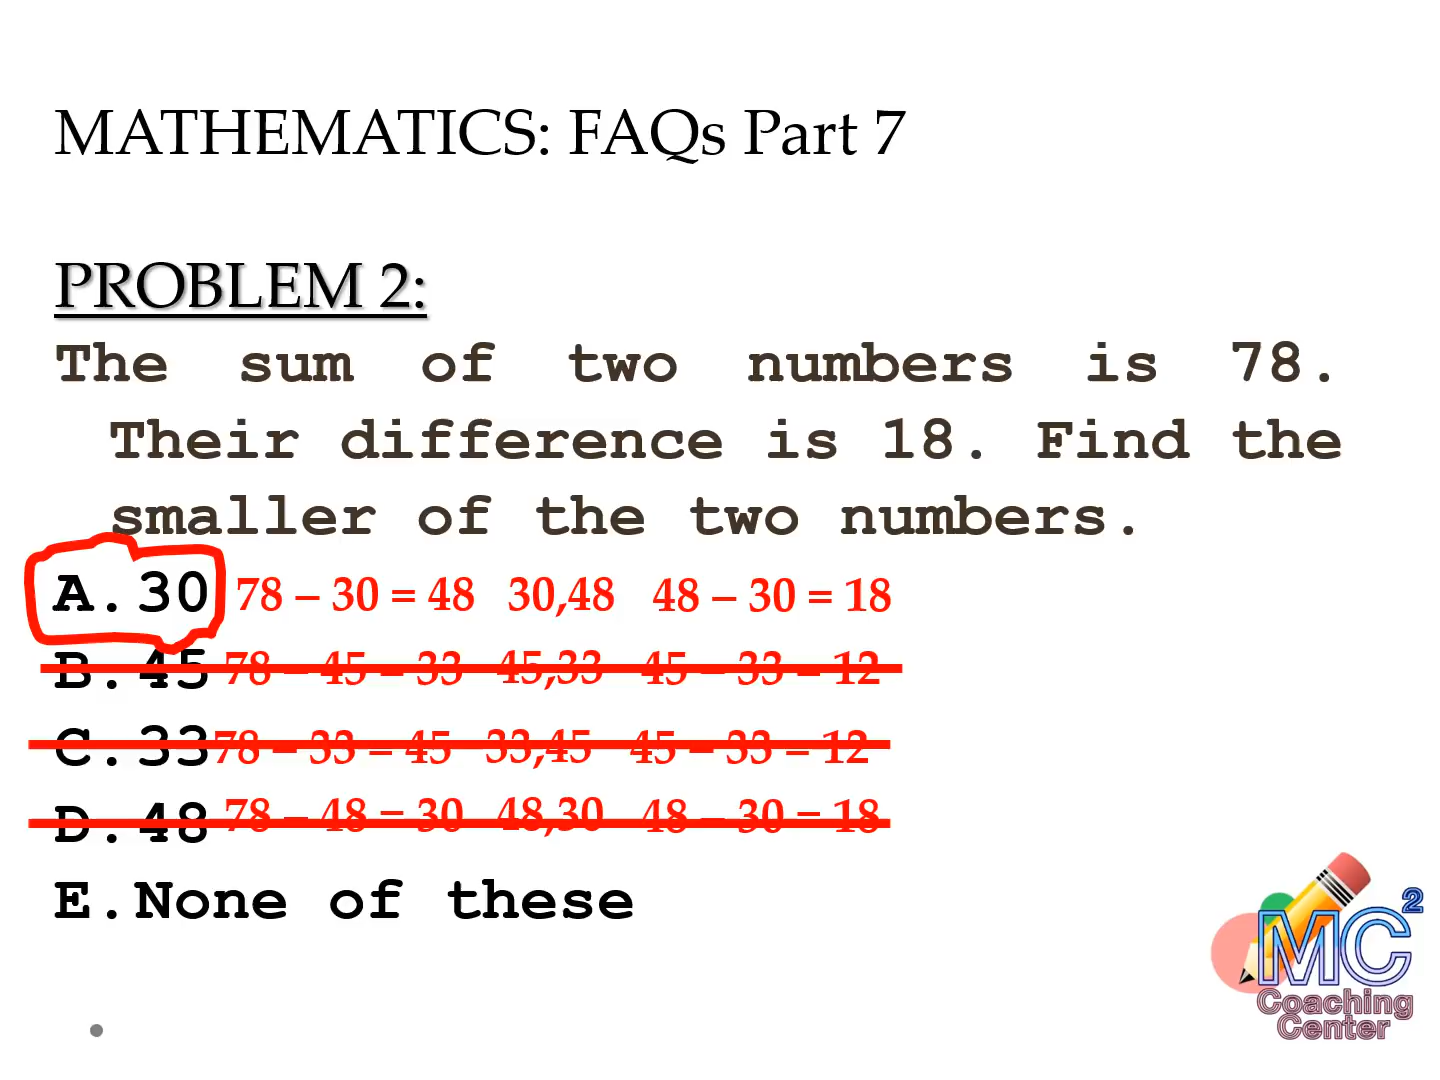 MATHEMATICS: FAQs Part 7
PROBLEM 2:
The sum of two numbers is 78.
Their difference is 18. Find the
smaller of the two numbers.
A.30 78 – 30 = 48 30,48 48 – 30 = 18
B.45 78 – 45 = 33 45,33 45 – 33 = 12
C.33 78 – 33 = 45 33,45 45 – 33 = 12
D.48 78 – 48 = 30 48,30 48 – 30 = 18
E.None of these
MC2
Coaching
Center